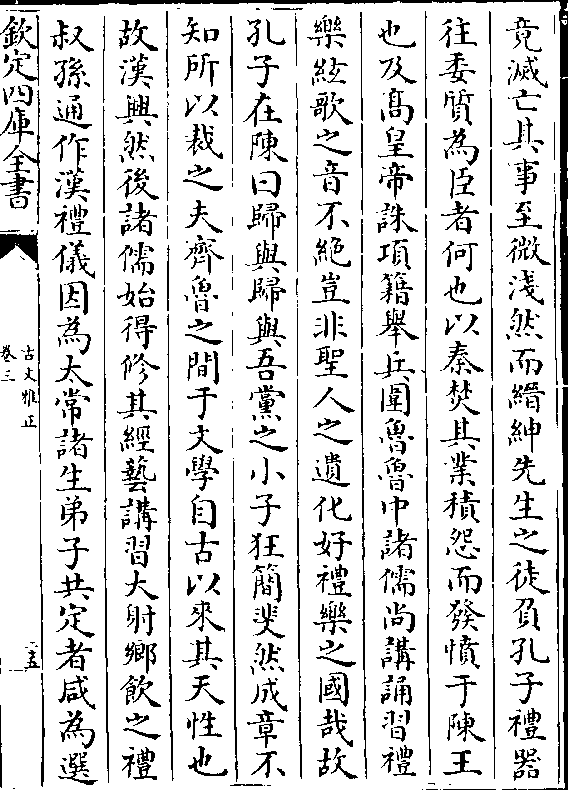 竟滅亡其事至微淺然而縉紳先生之徒負孔子禮器
往委質為臣者何也以秦焚其業積怨而發憤于陳王
也及髙皇帝誅項籍舉兵圍魯魯中諸儒尚講誦習禮
樂絃歌之音不絶豈非聖人之遺化好禮樂之國哉故
孔子在陳曰歸與歸與吾黨之小子狂簡斐然成章不
知所以裁之夫齊魯之間于文學自古以來其天性也
故漢興然後諸儒始得修其經藝講習大射鄉飲之禮
叔孫通作漢禮儀因為太常諸生弟子共定者咸為選
欽定四庫全書
古文雅正
卷三
三五